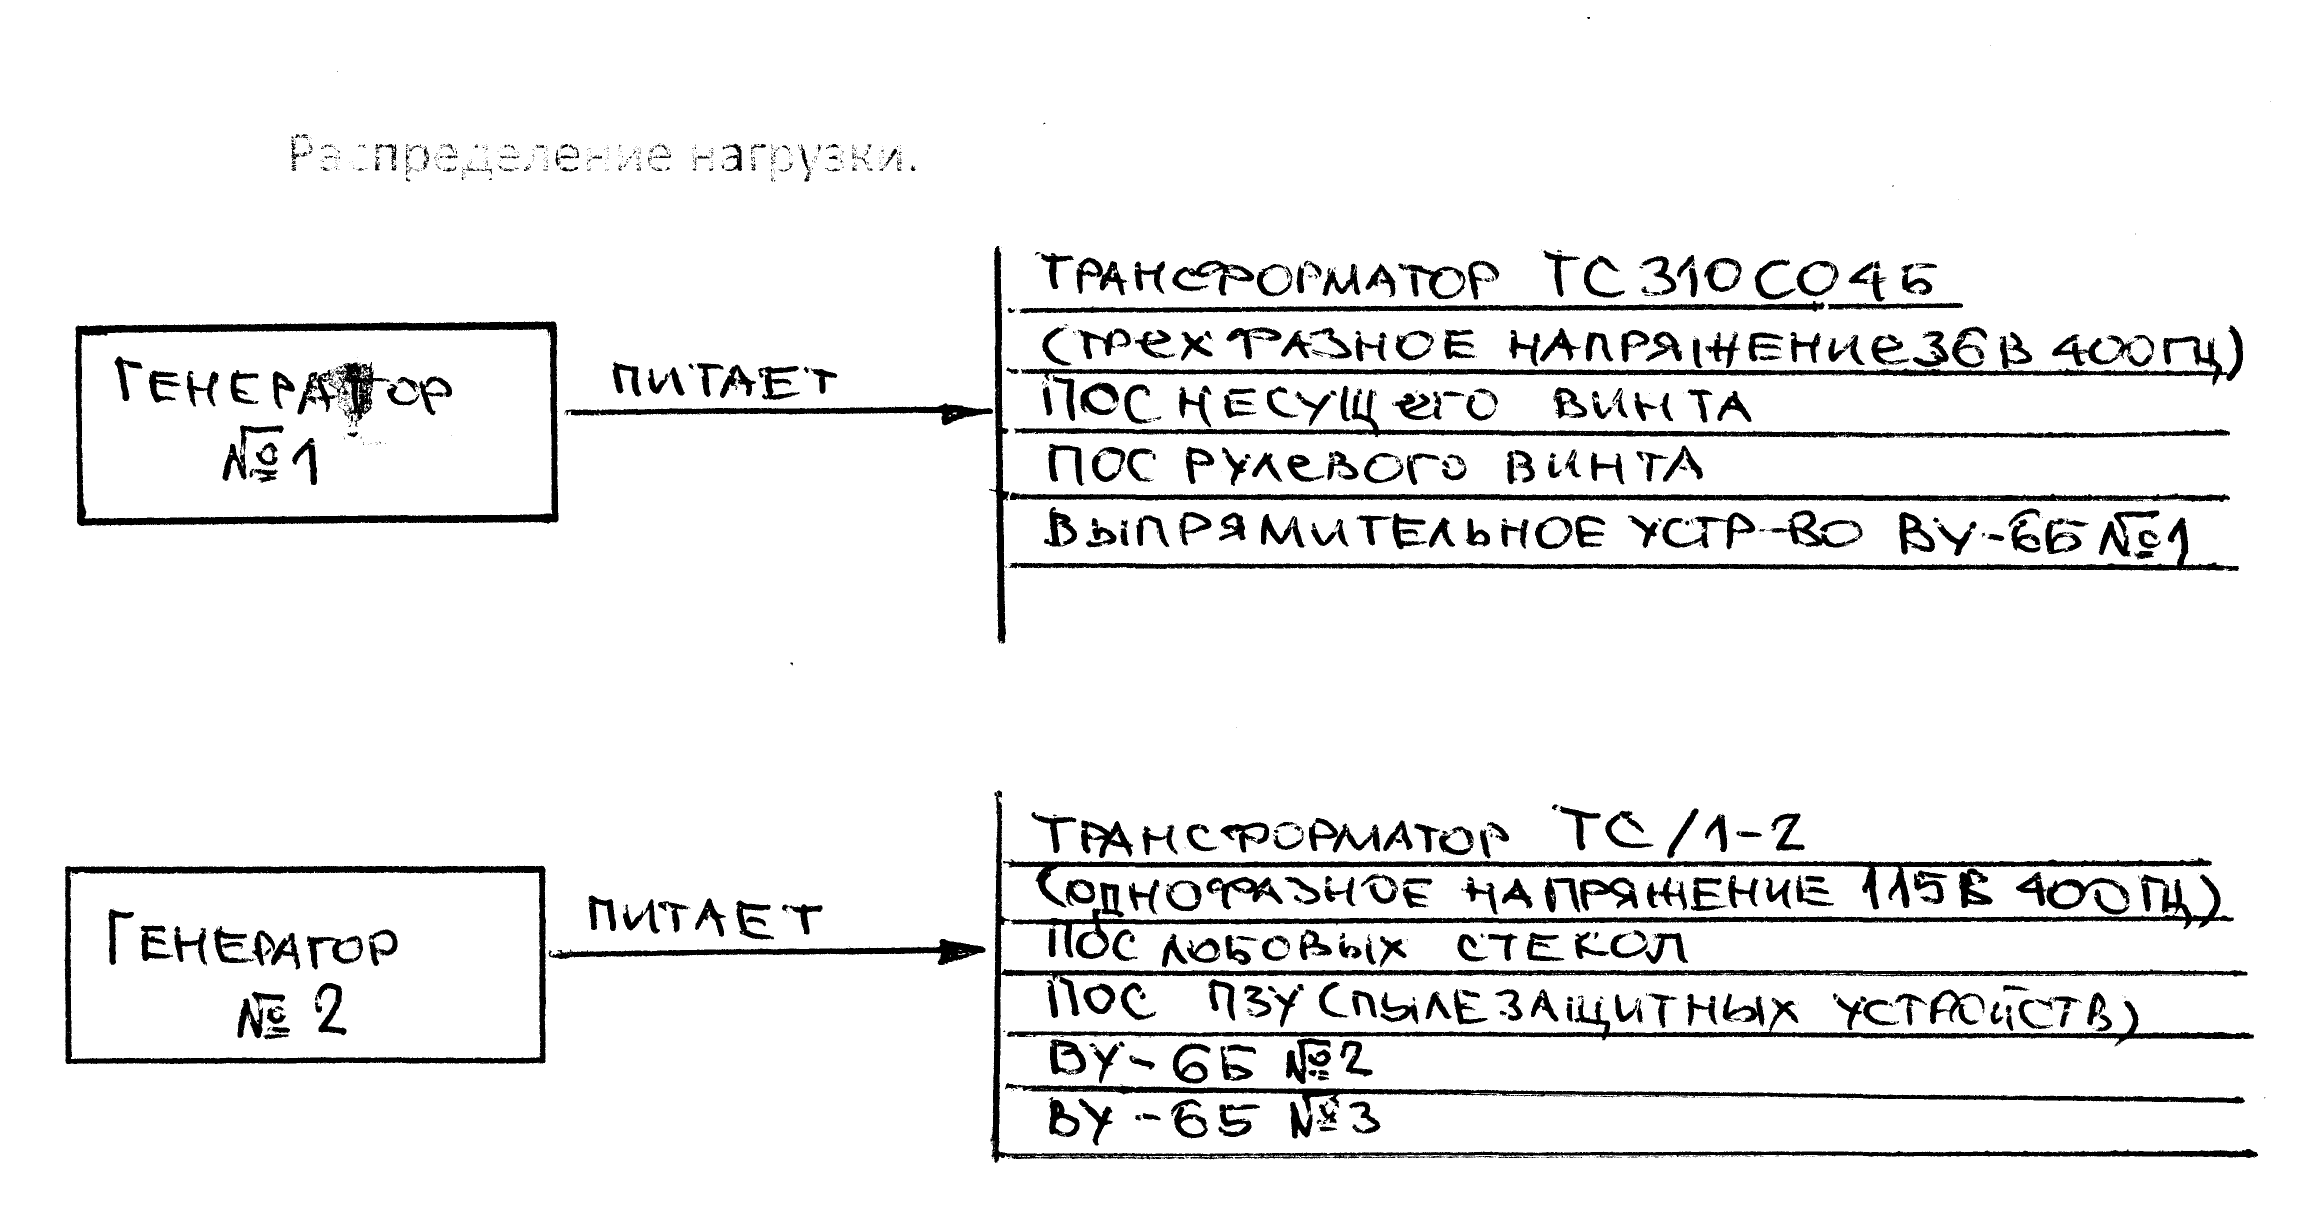 Распределение нагрузки.
ГЕНЕРАТОР
№1
ПИТАЕТ
ТРАНСФОРМАТОР ТС310СО4Б
(ТРЕХФАЗНОЕ НАПРЯЖЕНИЕ 36В 400ГЦ)
ПОС НЕСУЩЕГО ВИНТА
ПОС РУЛЕВОГО ВИНТА
ВЫПРЯМИТЕЛЬНОЕ УСТР-ВО ВУ-6Б №1
ГЕНЕРАТОР
№2
ПИТАЕТ
ТРАНСФОРМАТОР ТС/1-2
(ОДНОФАЗНОЕ НАПРЯЖЕНИЕ 115В 400ГЦ)
ПОС ЛОБОВЫХ СТЕКОЛ
ПОС ПЗУ (ПЫЛЕЗАЩИТНЫХ УСТРОЙСТВ)
ВУ-6Б №2
ВУ-6Б №3